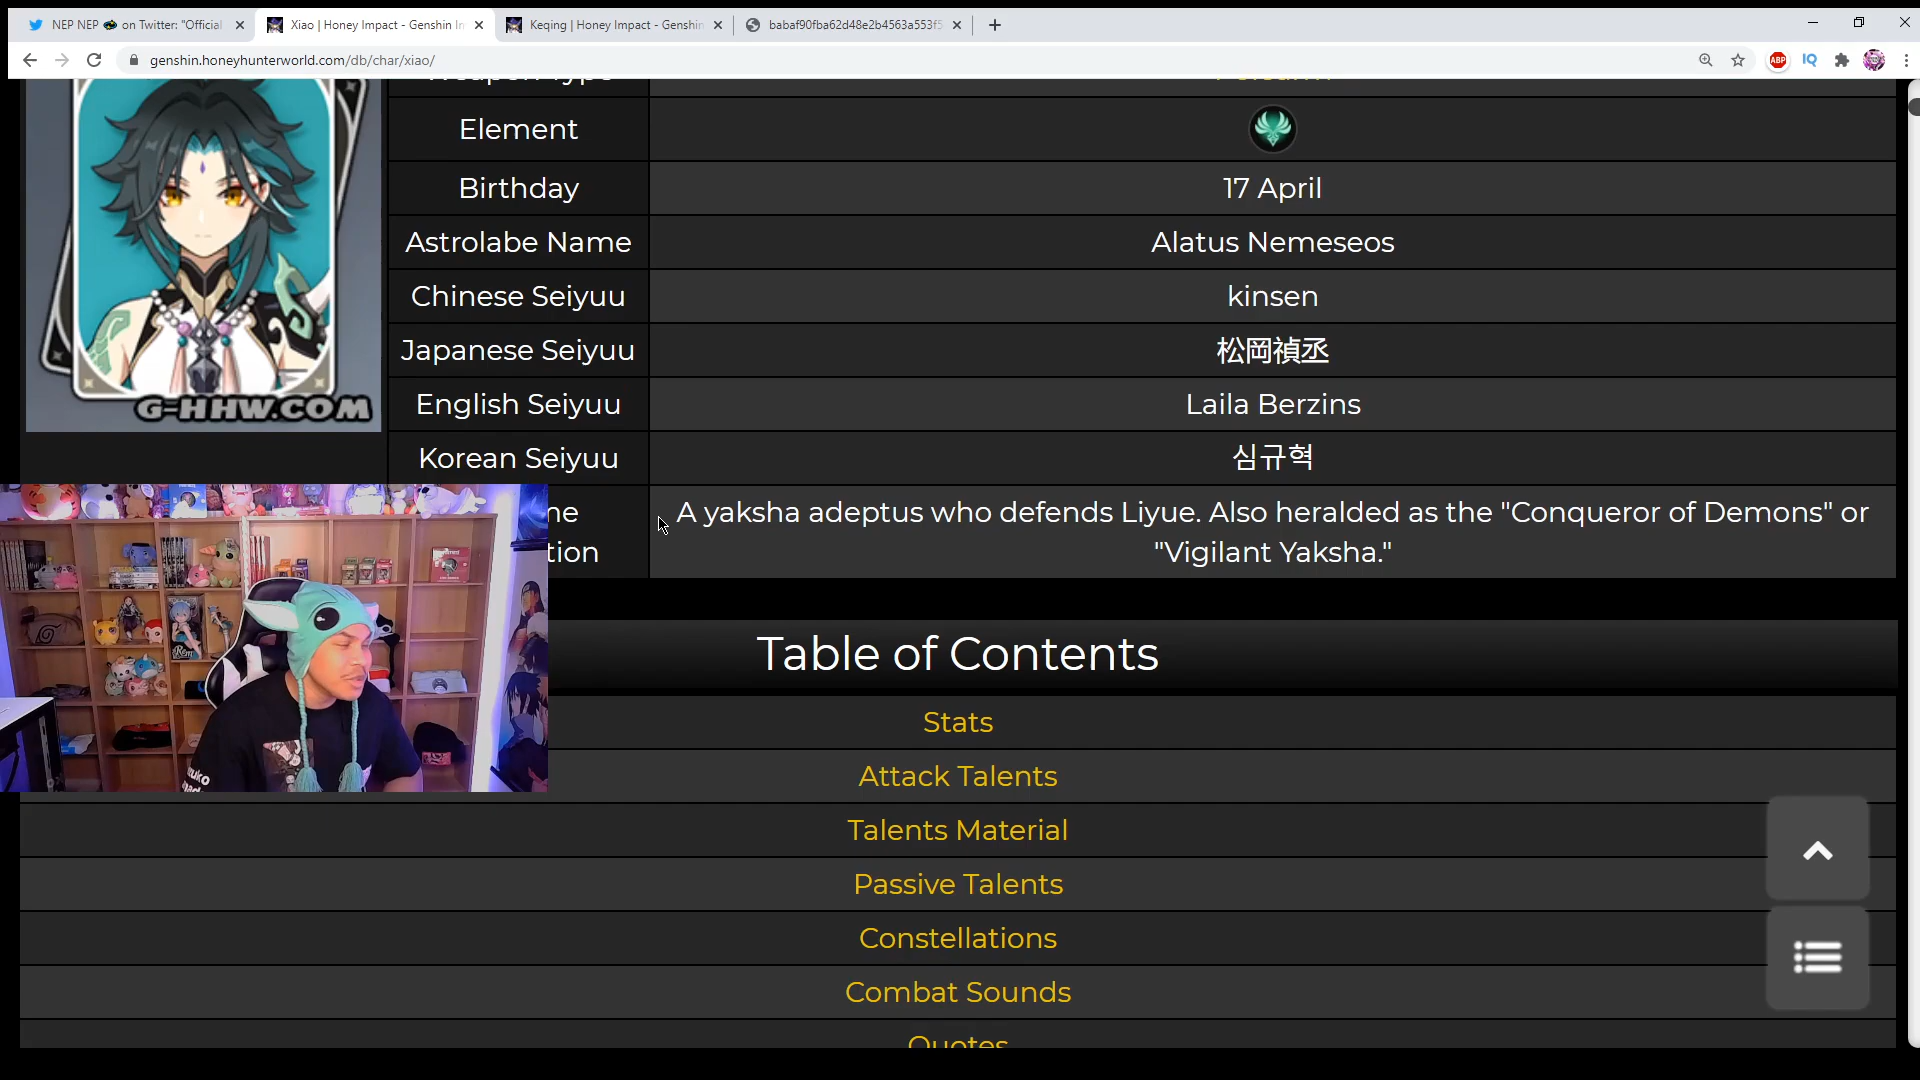 NEP NEP on Twitter: "Official
Xiao | Honey Impact - Genshin Im
Keqing | Honey Impact - Genshin
babaf90fba62d48e2b4563a553f5
genshin.honeyhunterworld.com/db/char/xiao/
ABP
IQ
Element
Birthday
17 April
Astrolabe Name
Alatus Nemeseos
Chinese Seiyuu
kinsen
Japanese Seiyuu
松岡禎丞
English Seiyuu
Laila Berzins
Korean Seiyuu
심규혁
G-HHW.COM
A yaksha adeptus who defends Liyue. Also heralded as the "Conqueror of Demons" or
"Vigilant Yaksha."
Table of Contents
Stats
Attack Talents
Talents Material
Passive Talents
Constellations
Combat Sounds
Quotes
Rem